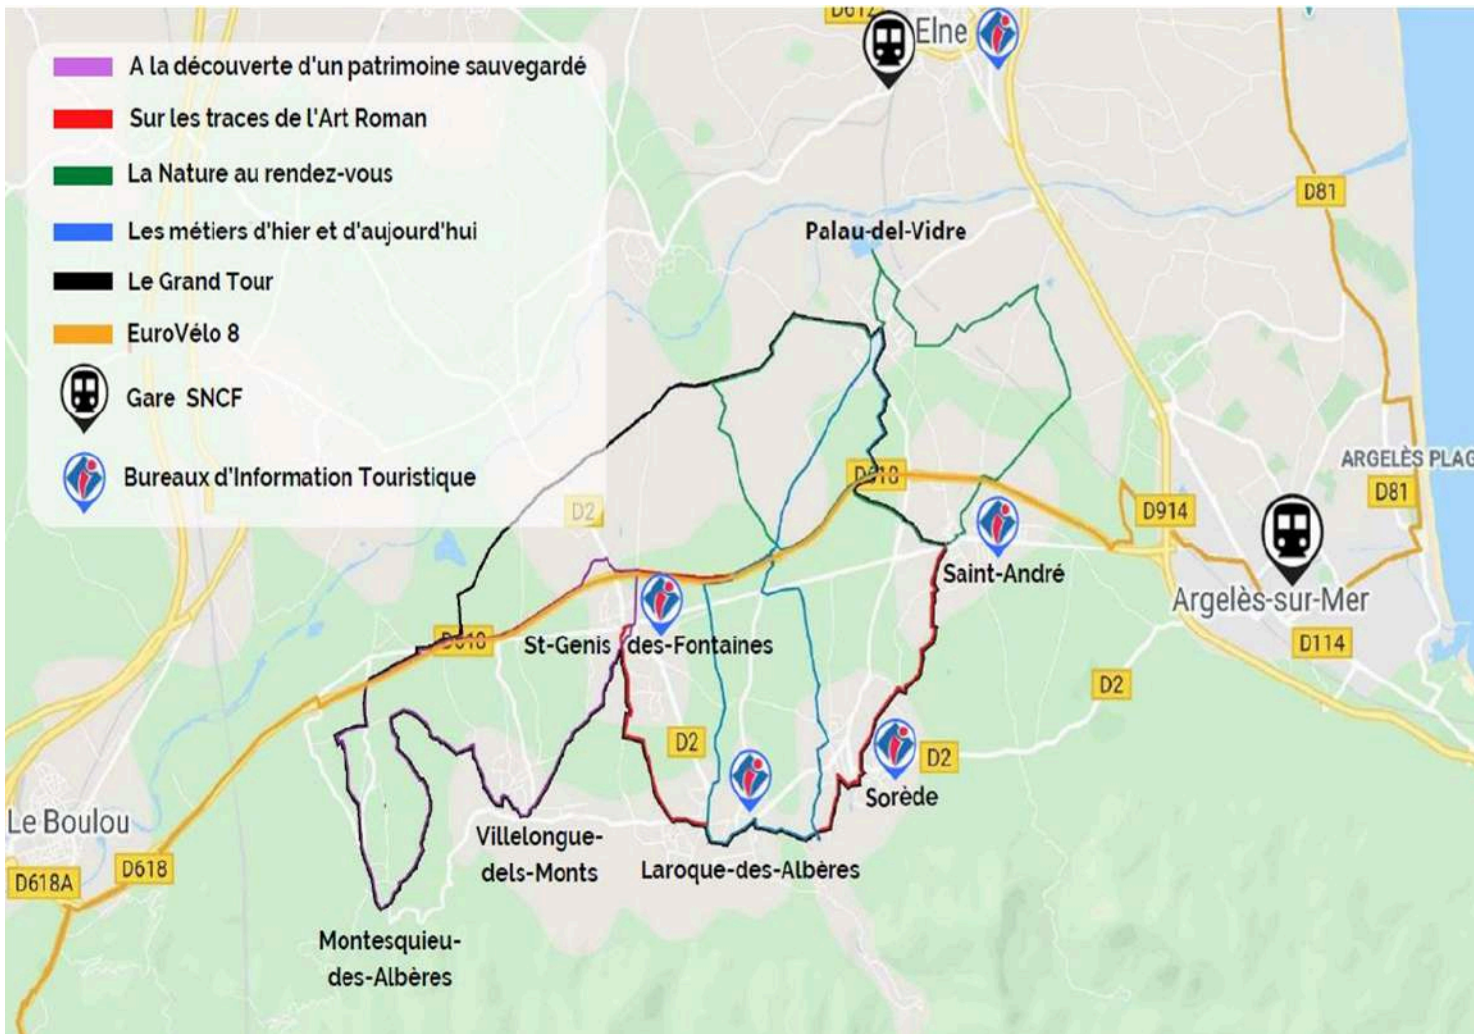 D612
Elne
A la découverte d'un patrimoine sauvegardé
Sur les traces de l'Art Roman
La Nature au rendez-vous
D81
Les métiers d'hier et d'aujourd'hui
Palau-del-Vidre
Le Grand Tour
EuroVélo 8
Gare SNCF
ARGELÈS PLAG
Bureaux d'Information Touristique
D618
D81
D2
D914
Saint-André
Argelès-sur-Mer
D618
St-Genis des-Fontaines
D114
D2
D2
D2
Sorède
Le Boulou
Villelongue-
dels-Monts
Laroque-des-Albères
D618
D618A
Montesquieu-
des-Albères